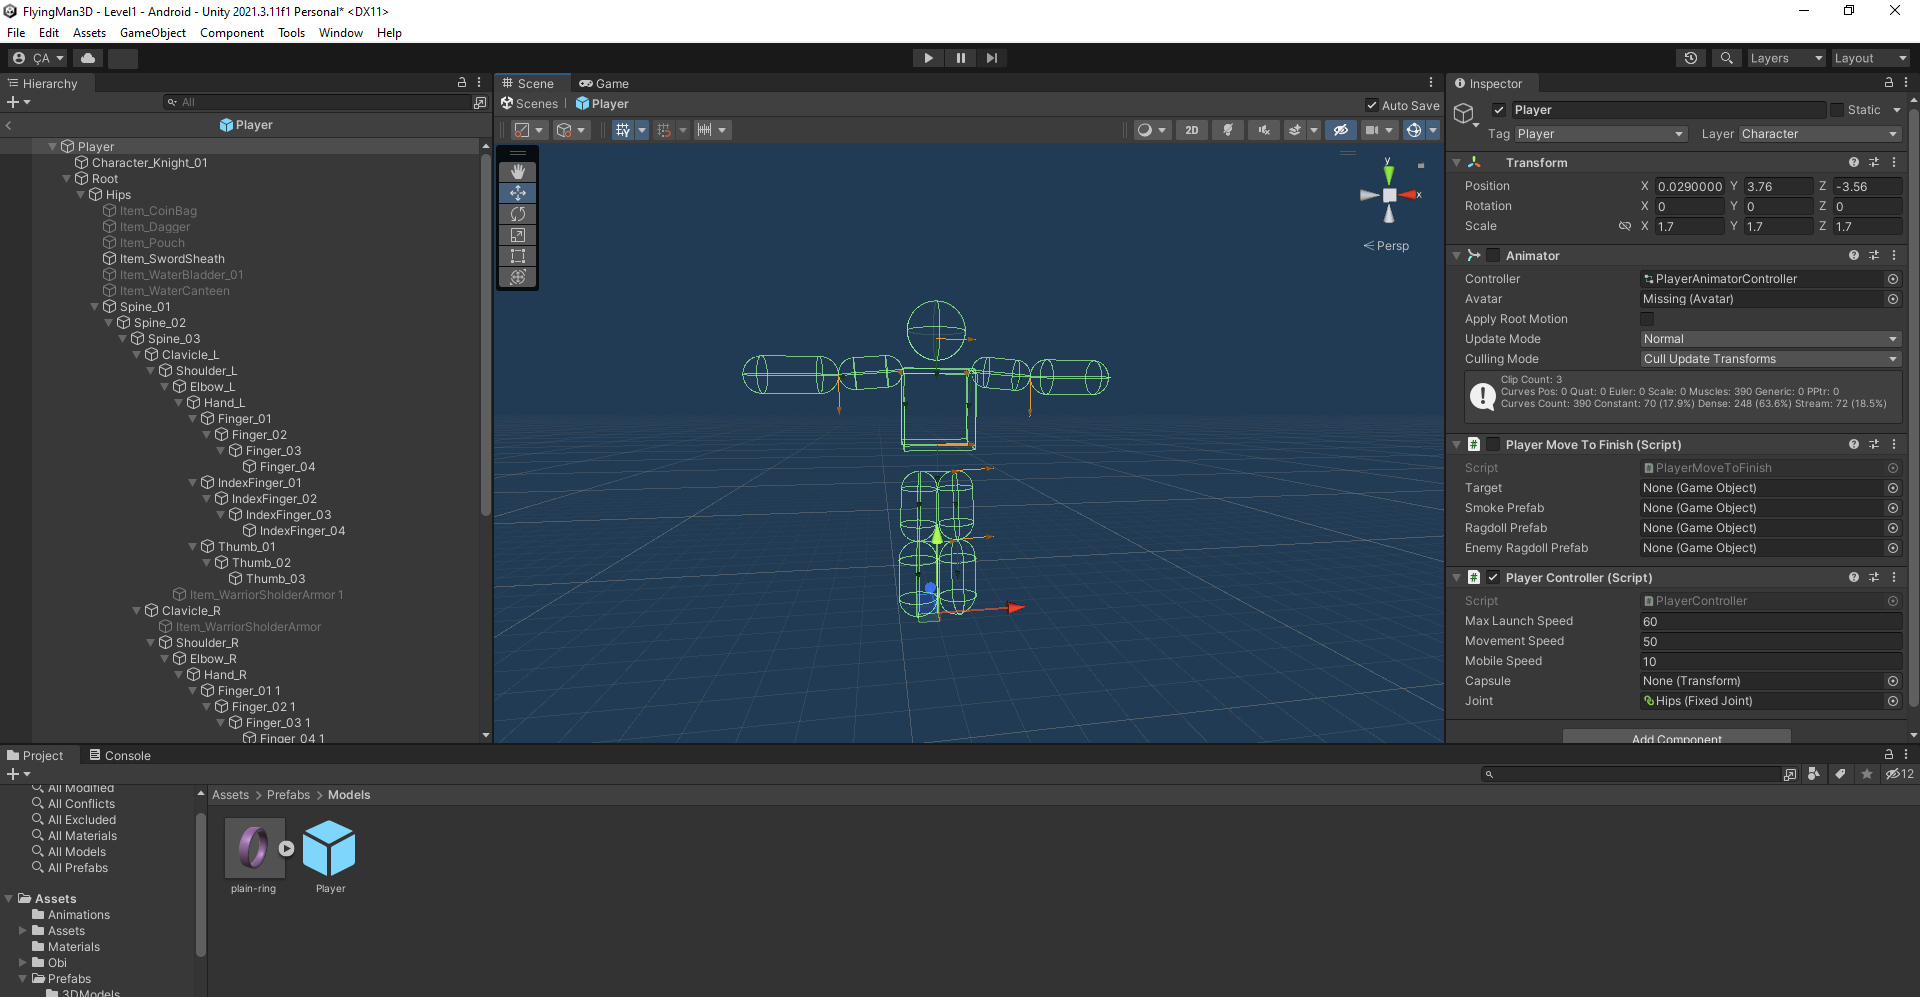 FlyingMan3D - Level1 - Android - Unity 2021.3.11f1 Personal* <DX11>
File Edit Assets GameObject Component Tools Window Help
ÇA
Layers
Layout
Hierarchy
All
Player
Player
Character_Knight_01
Root
Hips
Item_CoinBag
Item_Dagger
Item_Pouch
Item_SwordSheath
Item_WaterBladder_01
Item_WaterCanteen
Spine_01
Spine_02
Spine_03
Clavicle_L
Shoulder_L
Elbow_L
Hand_L
Finger_01
Finger_02
Finger_03
Finger_04
IndexFinger_01
IndexFinger_02
IndexFinger_03
IndexFinger_04
Thumb_01
Thumb_02
Thumb_03
Item_WarriorSholderArmor 1
Clavicle_R
Item_WarriorSholderArmor
Shoulder_R
Elbow_R
Hand_R
Finger_01 1
Finger_02 1
Finger_03 1
Finger_04 1
Scene
Game
Scenes | Player
Auto Save
2D
y
x
Persp
Inspector
Player
Static
Tag Player
Layer Character
Transform
Position X 0.0290000 Y 3.76 Z -3.56
Rotation X 0 Y 0 Z 0
Scale X 1.7 Y 1.7 Z 1.7
Animator
Controller PlayerAnimatorController
Avatar Missing (Avatar)
Apply Root Motion
Update Mode Normal
Culling Mode Cull Update Transforms
Clip Count: 3
Curves Pos: 0 Quat: 0 Euler: 0 Scale: 0 Muscles: 390 Generic: 0 PPtr: 0
Curves Count: 390 Constant: 70 (17.9%) Dense: 248 (63.6%) Stream: 72 (18.5%)
# Player Move To Finish (Script)
Script PlayerMoveToFinish
Target None (Game Object)
Smoke Prefab None (Game Object)
Ragdoll Prefab None (Game Object)
Enemy Ragdoll Prefab None (Game Object)
# Player Controller (Script)
Script PlayerController
Max Launch Speed 60
Movement Speed 50
Mobile Speed 10
Capsule None (Transform)
Joint Hips (Fixed Joint)
Add Component
Project
Console
12
All Modified
All Conflicts
All Excluded
All Materials
All Models
All Prefabs
Assets
Animations
Assets
Materials
Obi
Prefabs
3DModels
Assets > Prefabs > Models
plain-ring
Player